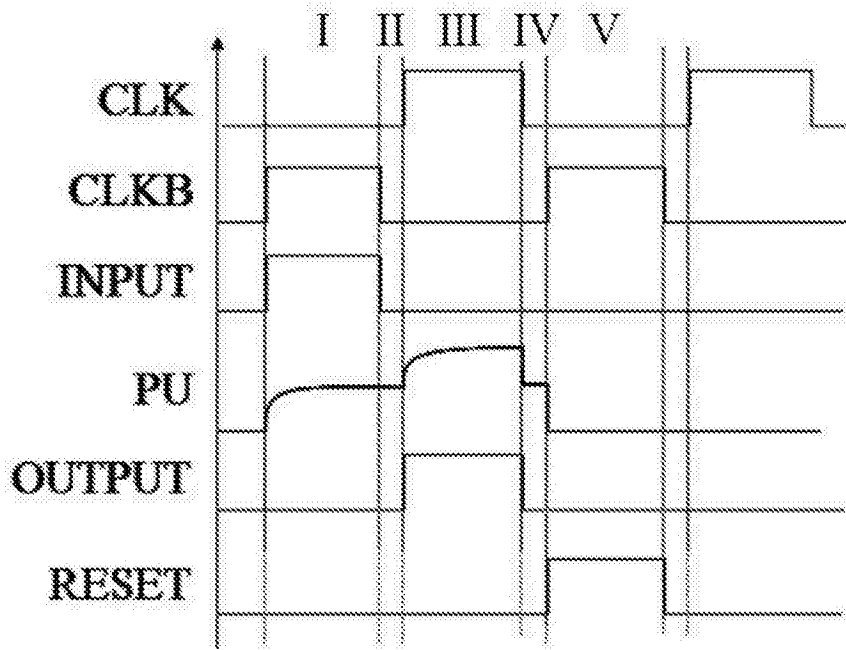 I II III IV V
CLK
CLKB
INPUT
PU
OUTPUT
RESET